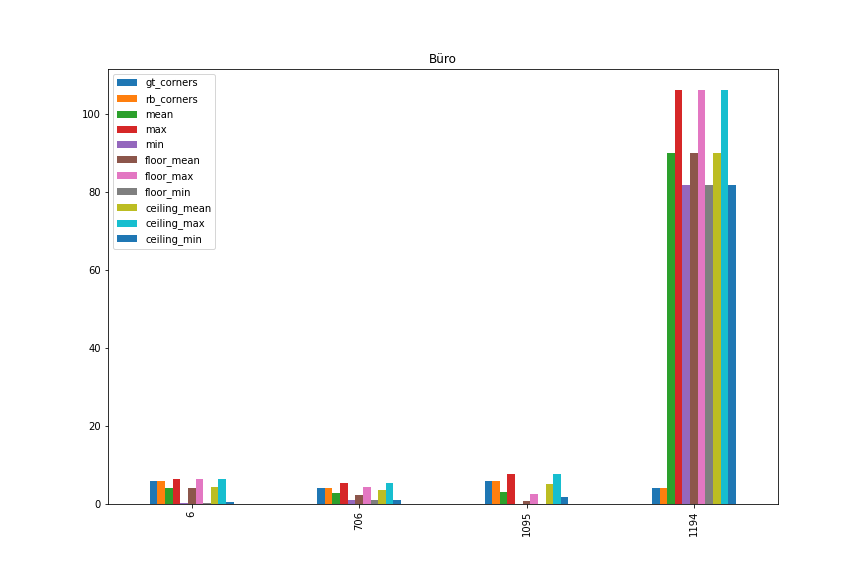 Büro
gt_corners
rb_corners
mean
max
min
floor_mean
floor_max
floor_min
ceiling_mean
ceiling_max
ceiling_min
100
80
60
40
20
0
6
706
1095
1194